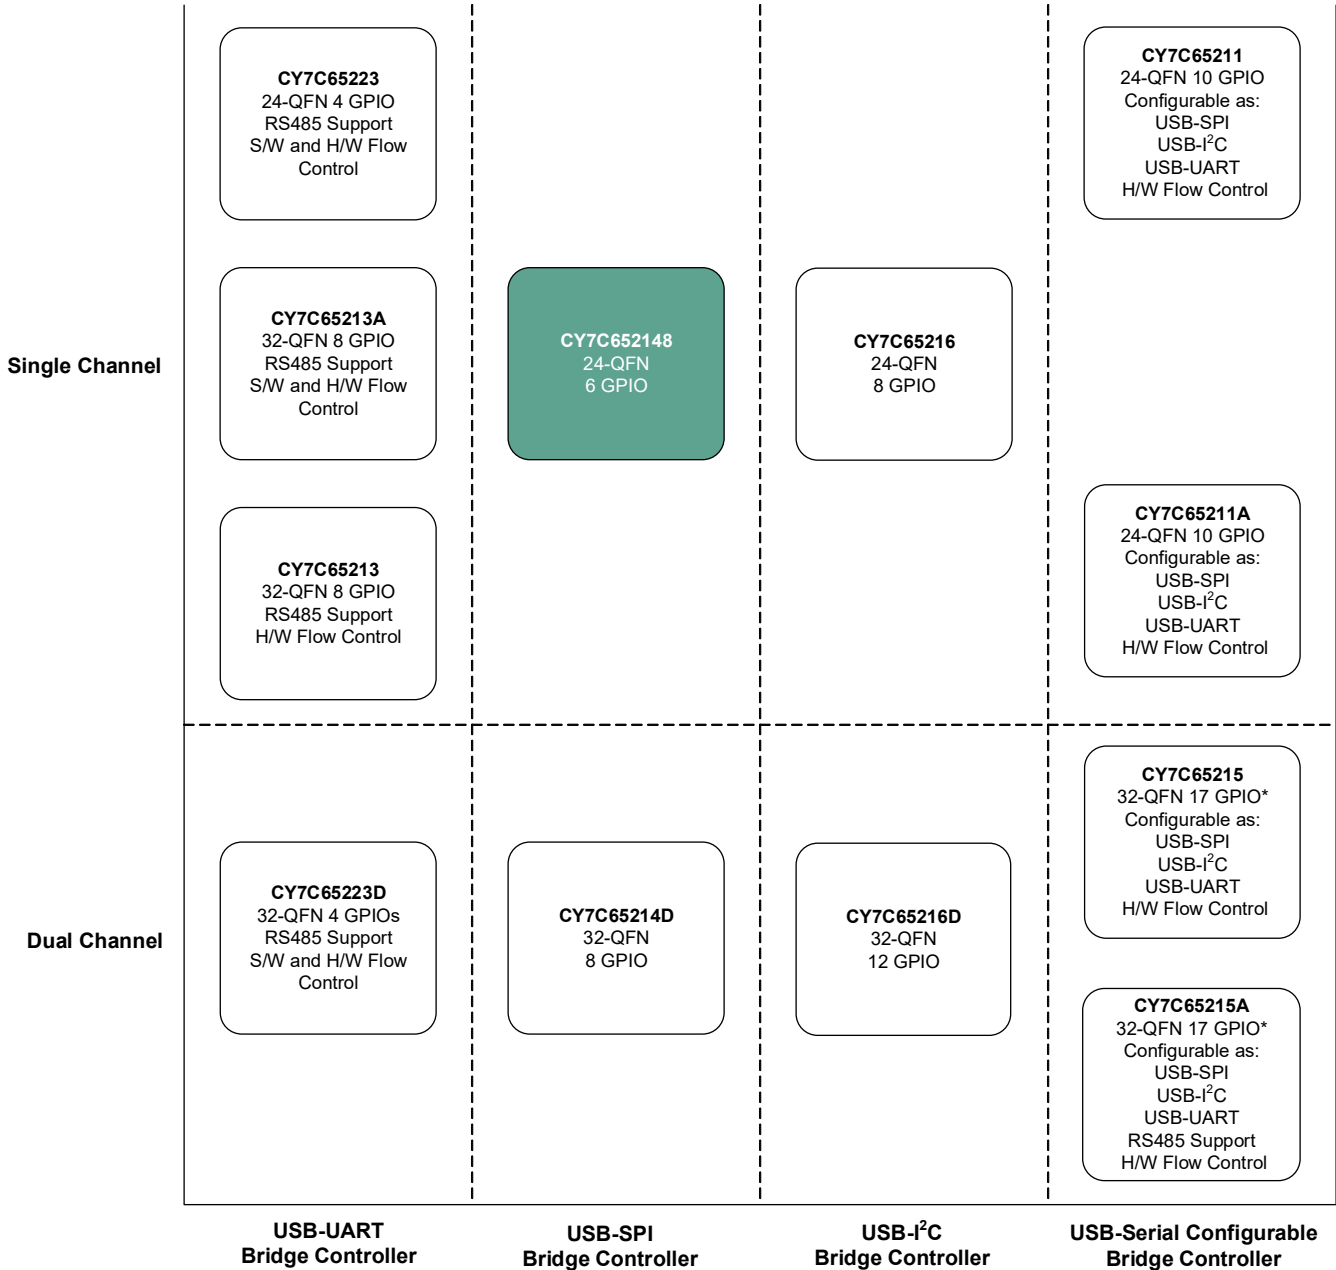 CY7C65223
24-QFN 4 GPIO
RS485 Support
S/W and H/W Flow
Control
CY7C65211
24-QFN 10 GPIO
Configurable as:
USB-SPI
USB-I²C
USB-UART
H/W Flow Control
Single Channel
CY7C65213A
32-QFN 8 GPIO
RS485 Support
S/W and H/W Flow
Control
CY7C652148
24-QFN
6 GPIO
CY7C65216
24-QFN
8 GPIO
CY7C65213
32-QFN 8 GPIO
RS485 Support
H/W Flow Control
CY7C65211A
24-QFN 10 GPIO
Configurable as:
USB-SPI
USB-I²C
USB-UART
H/W Flow Control
Dual Channel
CY7C65223D
32-QFN 4 GPIOs
RS485 Support
S/W and H/W Flow
Control
CY7C65214D
32-QFN
8 GPIO
CY7C65216D
32-QFN
12 GPIO
CY7C65215
32-QFN 17 GPIO*
Configurable as:
USB-SPI
USB-I²C
USB-UART
H/W Flow Control
CY7C65215A
32-QFN 17 GPIO*
Configurable as:
USB-SPI
USB-I²C
USB-UART
RS485 Support
H/W Flow Control
USB-UART
Bridge Controller
USB-SPI
Bridge Controller
USB-I²C
Bridge Controller
USB-Serial Configurable
Bridge Controller